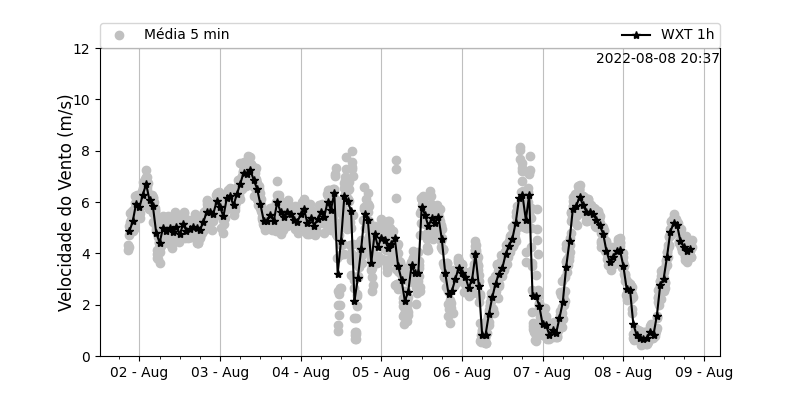 Média 5 min
WXT 1h
2022-08-08 20:37
Velocidade do Vento (m/s)
12
10
8
6
4
2
0
02 - Aug
03 - Aug
04 - Aug
05 - Aug
06 - Aug
07 - Aug
08 - Aug
09 - Aug